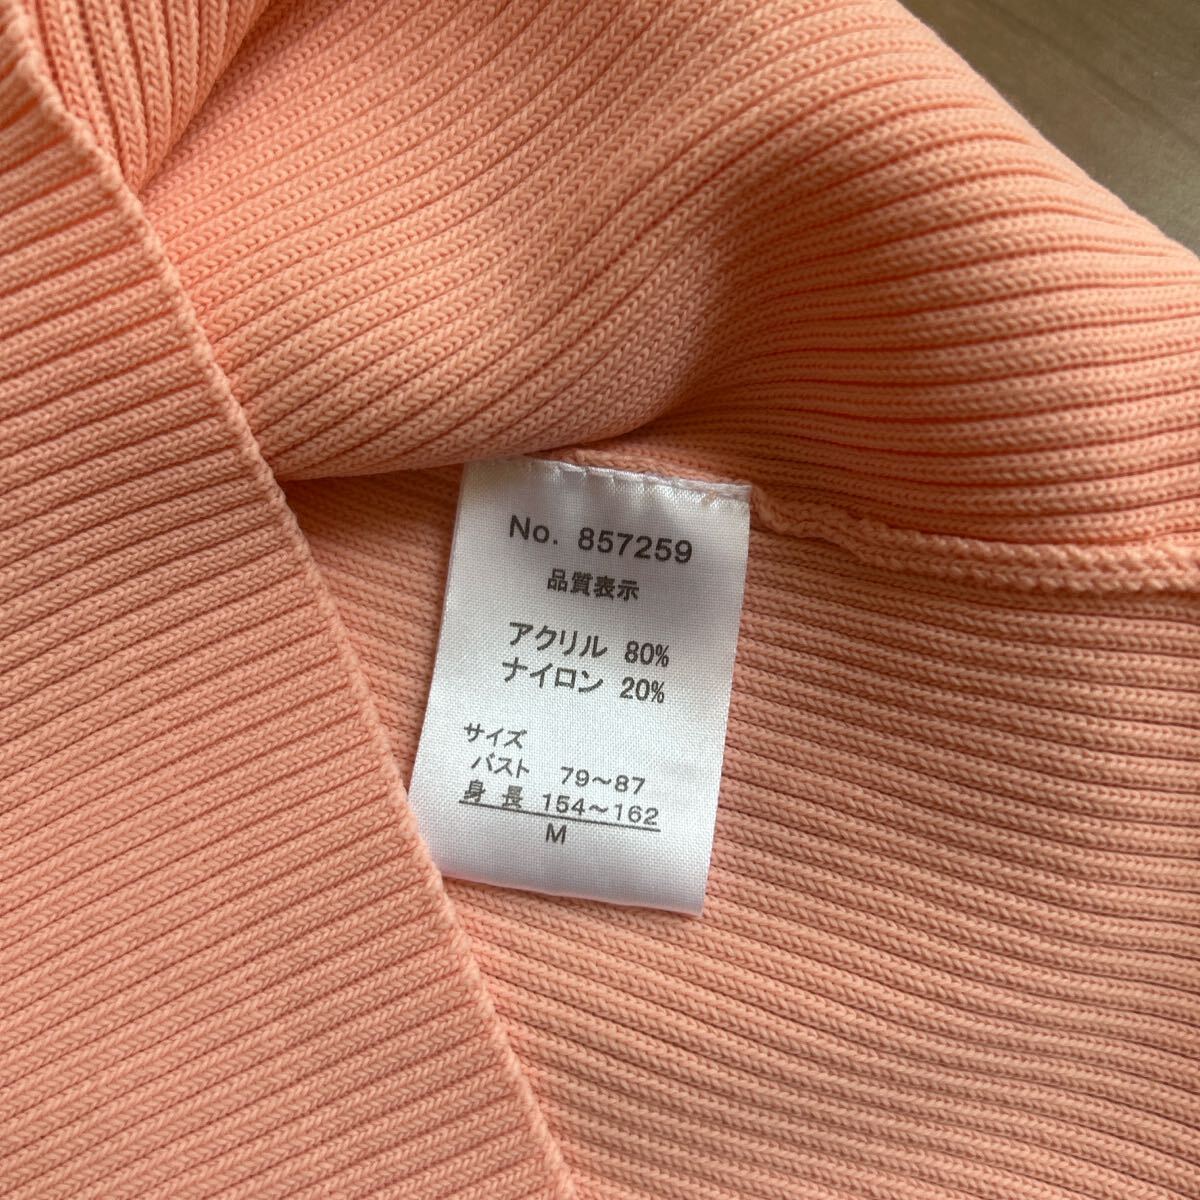 No. 857259
品質表示
アクリル 80%
ナイロン 20%
サイズ
バスト 79〜87
身長 154〜162
M